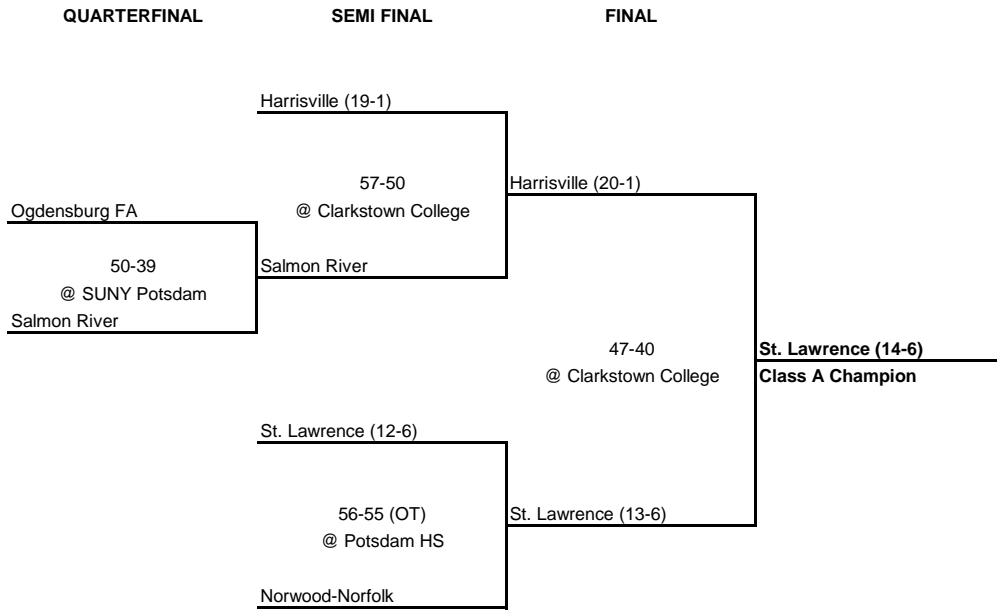 QUARTERFINAL SEMI FINAL FINAL
Harrisville (19-1)
57-50
@ Clarkstown College
Harrisville (20-1)
Ogdensburg FA
50-39
@ SUNY Potsdam
Salmon River
Salmon River
47-40
@ Clarkstown College
St. Lawrence (14-6)
Class A Champion
St. Lawrence (12-6)
56-55 (OT)
@ Potsdam HS
St. Lawrence (13-6)
Norwood-Norfolk